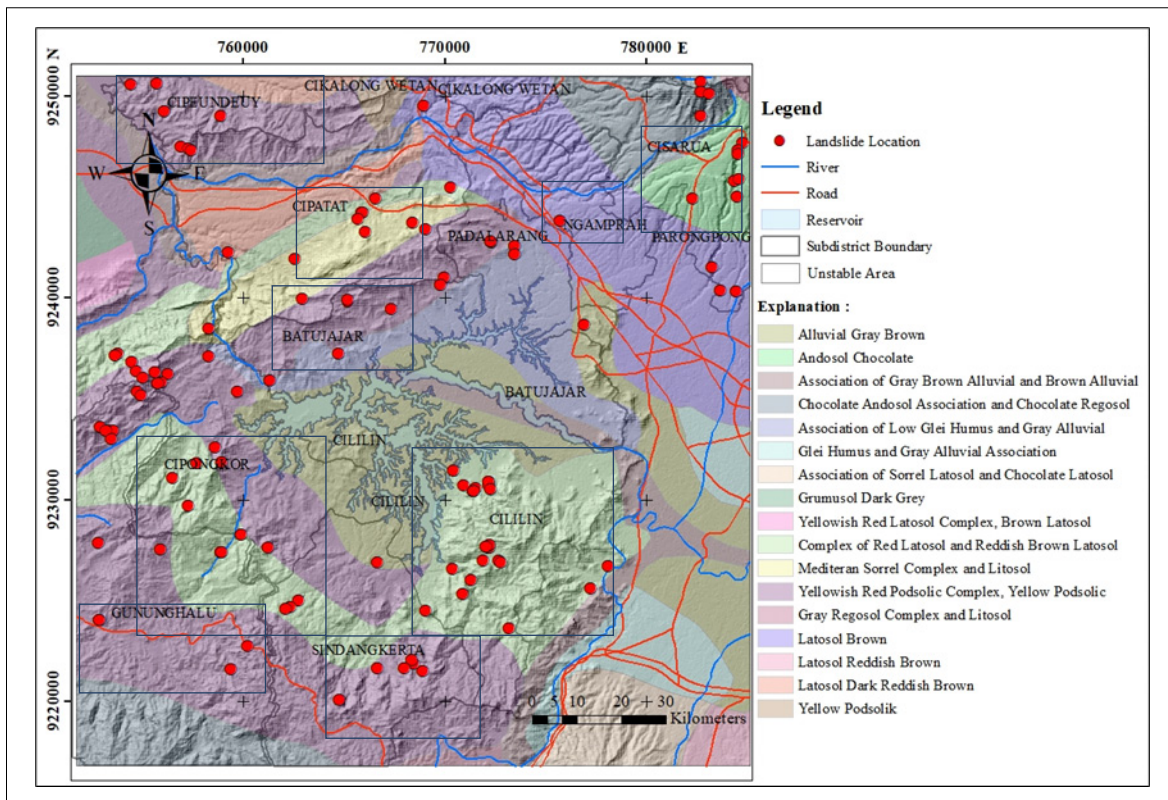 760000
770000
780000 E
9250000 N
9240000
9230000
9220000
N
W
E
S
CIPEUNDEUY
CIKALONG WETAN
CIKALONG WETAN
CISARUA
CIPATAT
NGAMPRAH
PADALARANG
PARONGPONG
BATUJAJAR
BATUJAJAR
CILILIN
CIPONGKOR
CILILIN
CILILIN
GUNUNGHALU
SINDANGKERTA
0 5 10 20 30
Kilometers
Legend
Landslide Location
River
Road
Reservoir
Subdistrict Boundary
Unstable Area
Explanation :
Alluvial Gray Brown
Andosol Chocolate
Association of Gray Brown Alluvial and Brown Alluvial
Chocolate Andosol Association and Chocolate Regosol
Association of Low Glei Humus and Gray Alluvial
Glei Humus and Gray Alluvial Association
Association of Sorrel Latosol and Chocolate Latosol
Grumusol Dark Grey
Yellowish Red Latosol Complex, Brown Latosol
Complex of Red Latosol and Reddish Brown Latosol
Mediteran Sorrel Complex and Litosol
Yellowish Red Podsolic Complex, Yellow Podsolic
Gray Regosol Complex and Litosol
Latosol Brown
Latosol Reddish Brown
Latosol Dark Reddish Brown
Yellow Podsolik